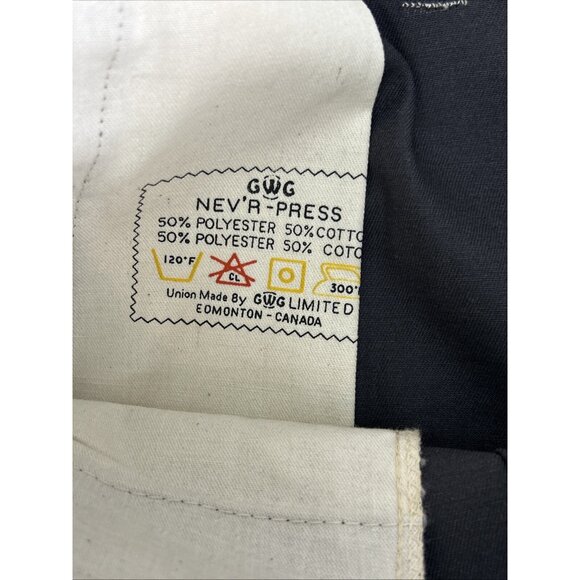 GWG
NEV'R-PRESS
50% POLYESTER 50% COTTO
50% POLYESTER 50% COTO
120°F CL 300°F
Union Made By GWG LIMITED
EDMONTON - CANADA